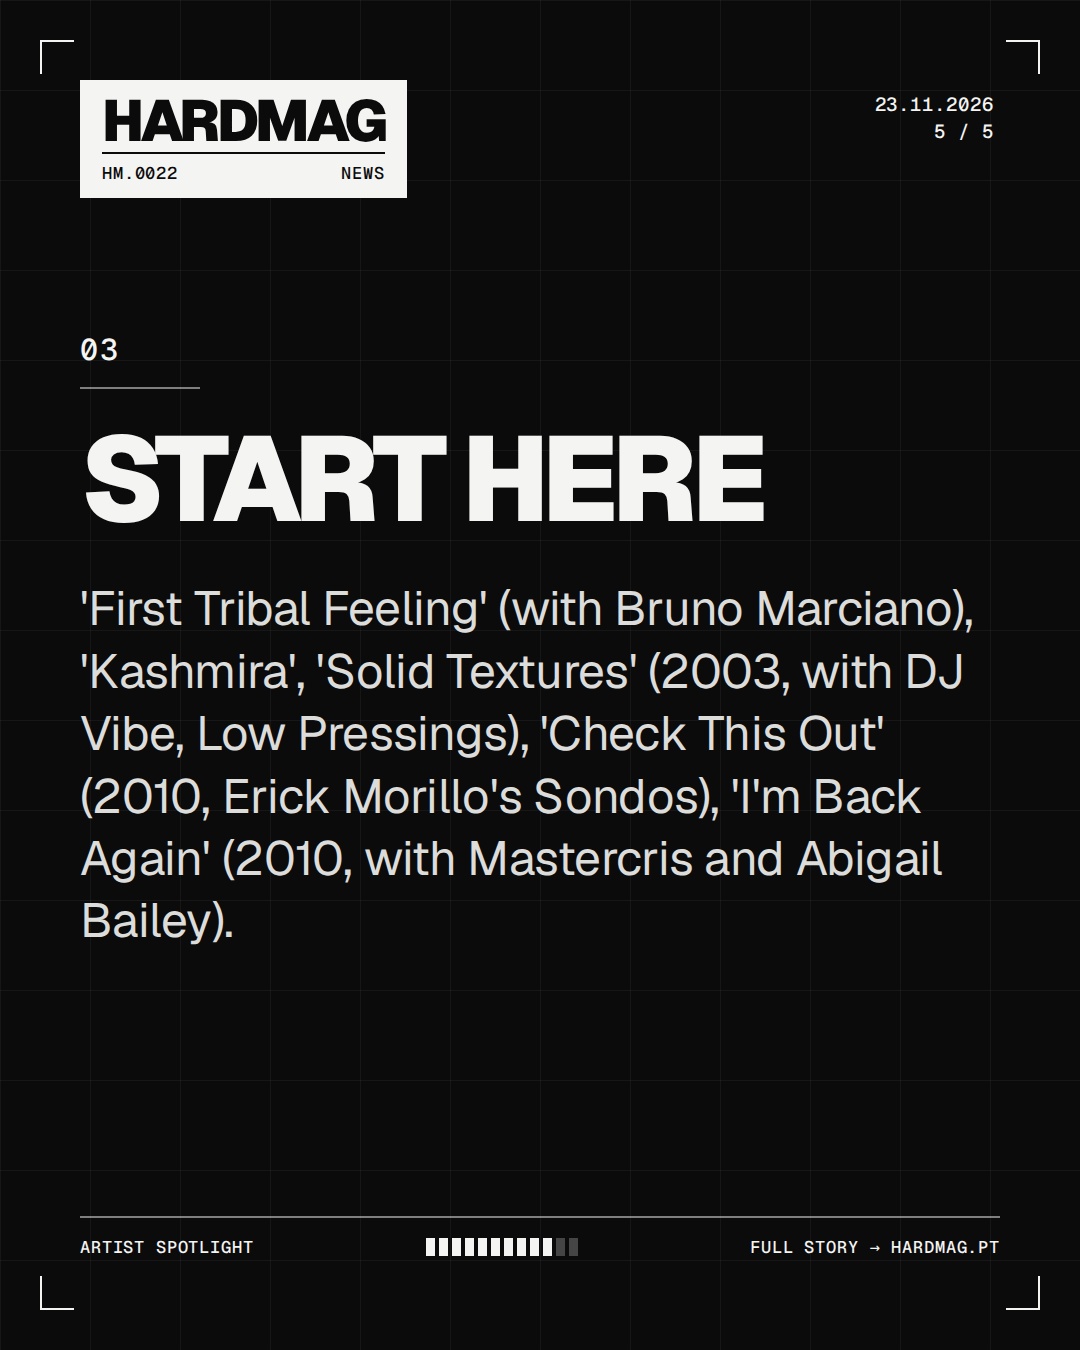 HARDMAG
HM.0022 NEWS
23.11.2026
5 / 5
03
START HERE
'First Tribal Feeling' (with Bruno Marciano),
'Kashmira', 'Solid Textures' (2003, with DJ
Vibe, Low Pressings), 'Check This Out'
(2010, Erick Morillo's Sondos), 'I'm Back
Again' (2010, with Mastercris and Abigail
Bailey).
ARTIST SPOTLIGHT
FULL STORY → HARDMAG.PT